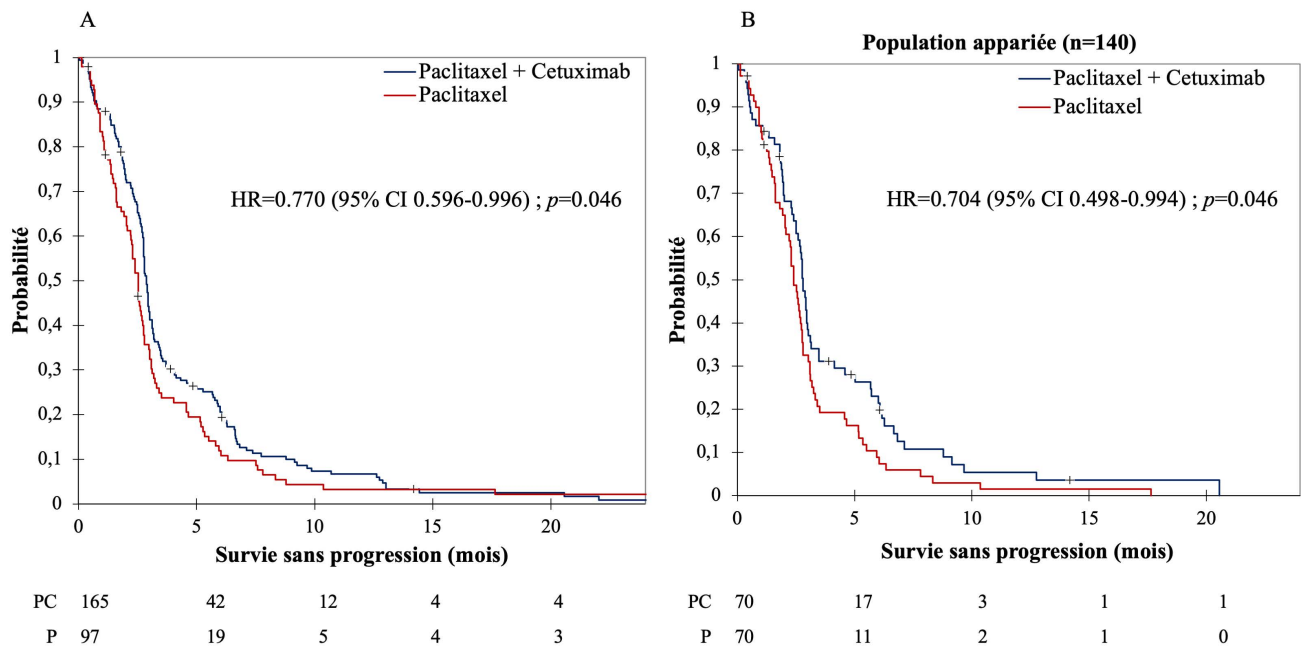 A
1
0,9
0,8
0,7
0,6
0,5
0,4
0,3
0,2
0,1
0
Probabilité
Paclitaxel + Cetuximab
Paclitaxel
HR=0.770 (95% CI 0.596-0.996) ; p=0.046
0 5 10 15 20
Survie sans progression (mois)
PC 165 42 12 4 4
P 97 19 5 4 3
B
Population appariée (n=140)
1
0,9
0,8
0,7
0,6
0,5
0,4
0,3
0,2
0,1
0
Probabilité
Paclitaxel + Cetuximab
Paclitaxel
HR=0.704 (95% CI 0.498-0.994) ; p=0.046
0 5 10 15 20
Survie sans progression (mois)
PC 70 17 3 1 1
P 70 11 2 1 0